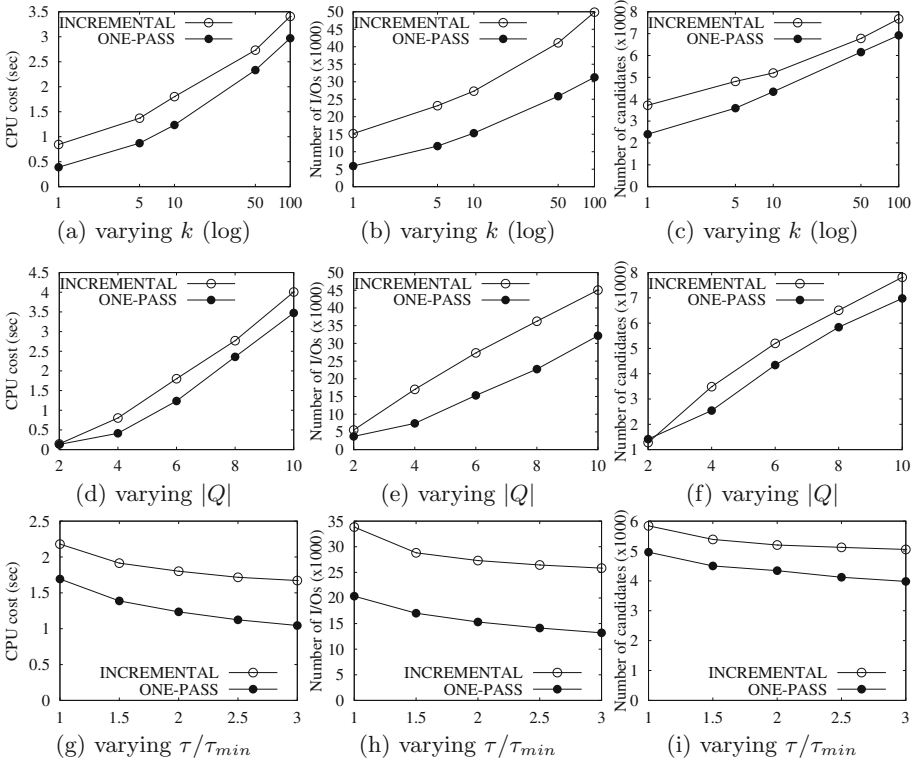 INCREMENTAL
ONE-PASS
CPU cost (sec)
3.5
3
2.5
2
1.5
1
0.5
0
1 5 10 50 100
(a) varying k (log)
INCREMENTAL
ONE-PASS
Number of I/Os (x1000)
50
45
40
35
30
25
20
15
10
5
0
1 5 10 50 100
(b) varying k (log)
INCREMENTAL
ONE-PASS
Number of candidates (x1000)
8
7
6
5
4
3
2
1
0
1 5 10 50 100
(c) varying k (log)
INCREMENTAL
ONE-PASS
CPU cost (sec)
4.5
4
3.5
3
2.5
2
1.5
1
0.5
0
2 4 6 8 10
(d) varying |Q|
INCREMENTAL
ONE-PASS
Number of I/Os (x1000)
50
45
40
35
30
25
20
15
10
5
0
2 4 6 8 10
(e) varying |Q|
INCREMENTAL
ONE-PASS
Number of candidates (x1000)
8
7
6
5
4
3
2
1
2 4 6 8 10
(f) varying |Q|
INCREMENTAL
ONE-PASS
CPU cost (sec)
2.5
2
1.5
1
0.5
0
1 1.5 2 2.5 3
(g) varying τ/τmin
INCREMENTAL
ONE-PASS
Number of I/Os (x1000)
35
30
25
20
15
10
5
0
1 1.5 2 2.5 3
(h) varying τ/τmin
INCREMENTAL
ONE-PASS
Number of candidates (x1000)
6
5
4
3
2
1
0
1 1.5 2 2.5 3
(i) varying τ/τmin